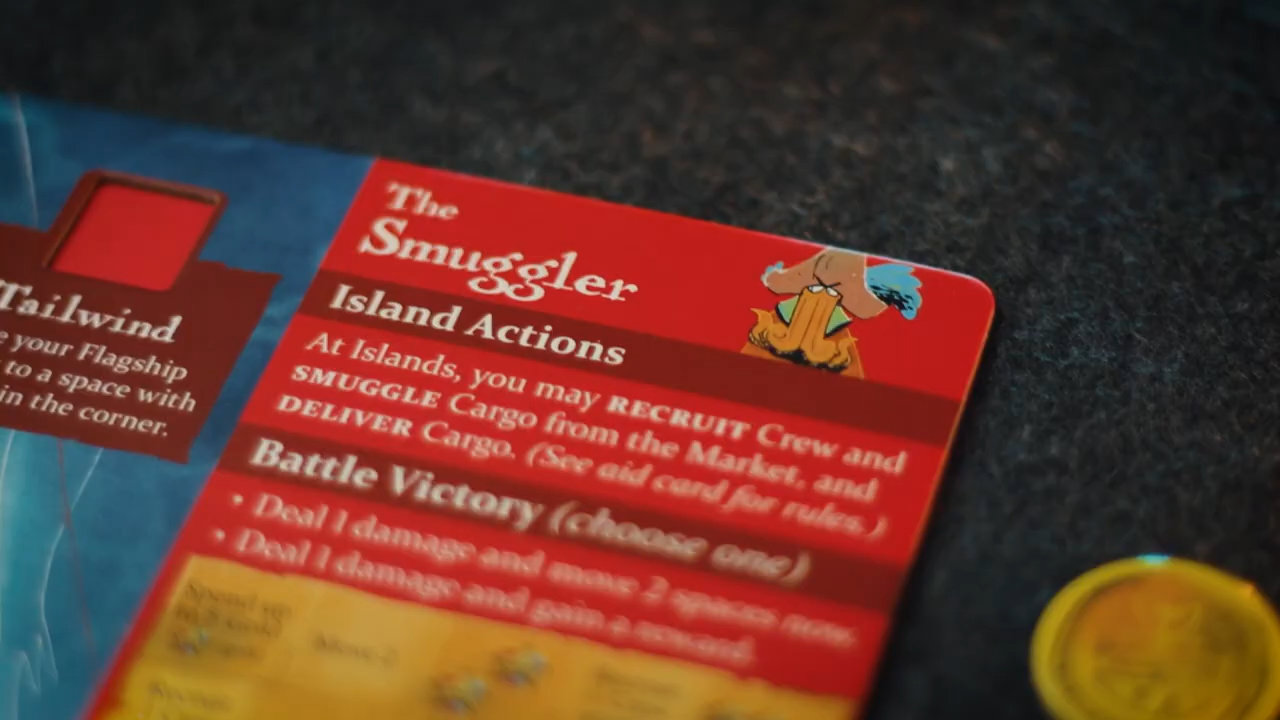 Tailwind
your Flagship
to a space with
in the corner.
The
Smuggler
Island Actions
At Islands, you may RECRUIT Crew and
SMUGGLE Cargo from the Market, and
DELIVER Cargo. (See aid card for rules.)
Battle Victory (choose one)
• Deal 1 damage and move 2 spaces now.
• Deal 1 damage and gain a reward.